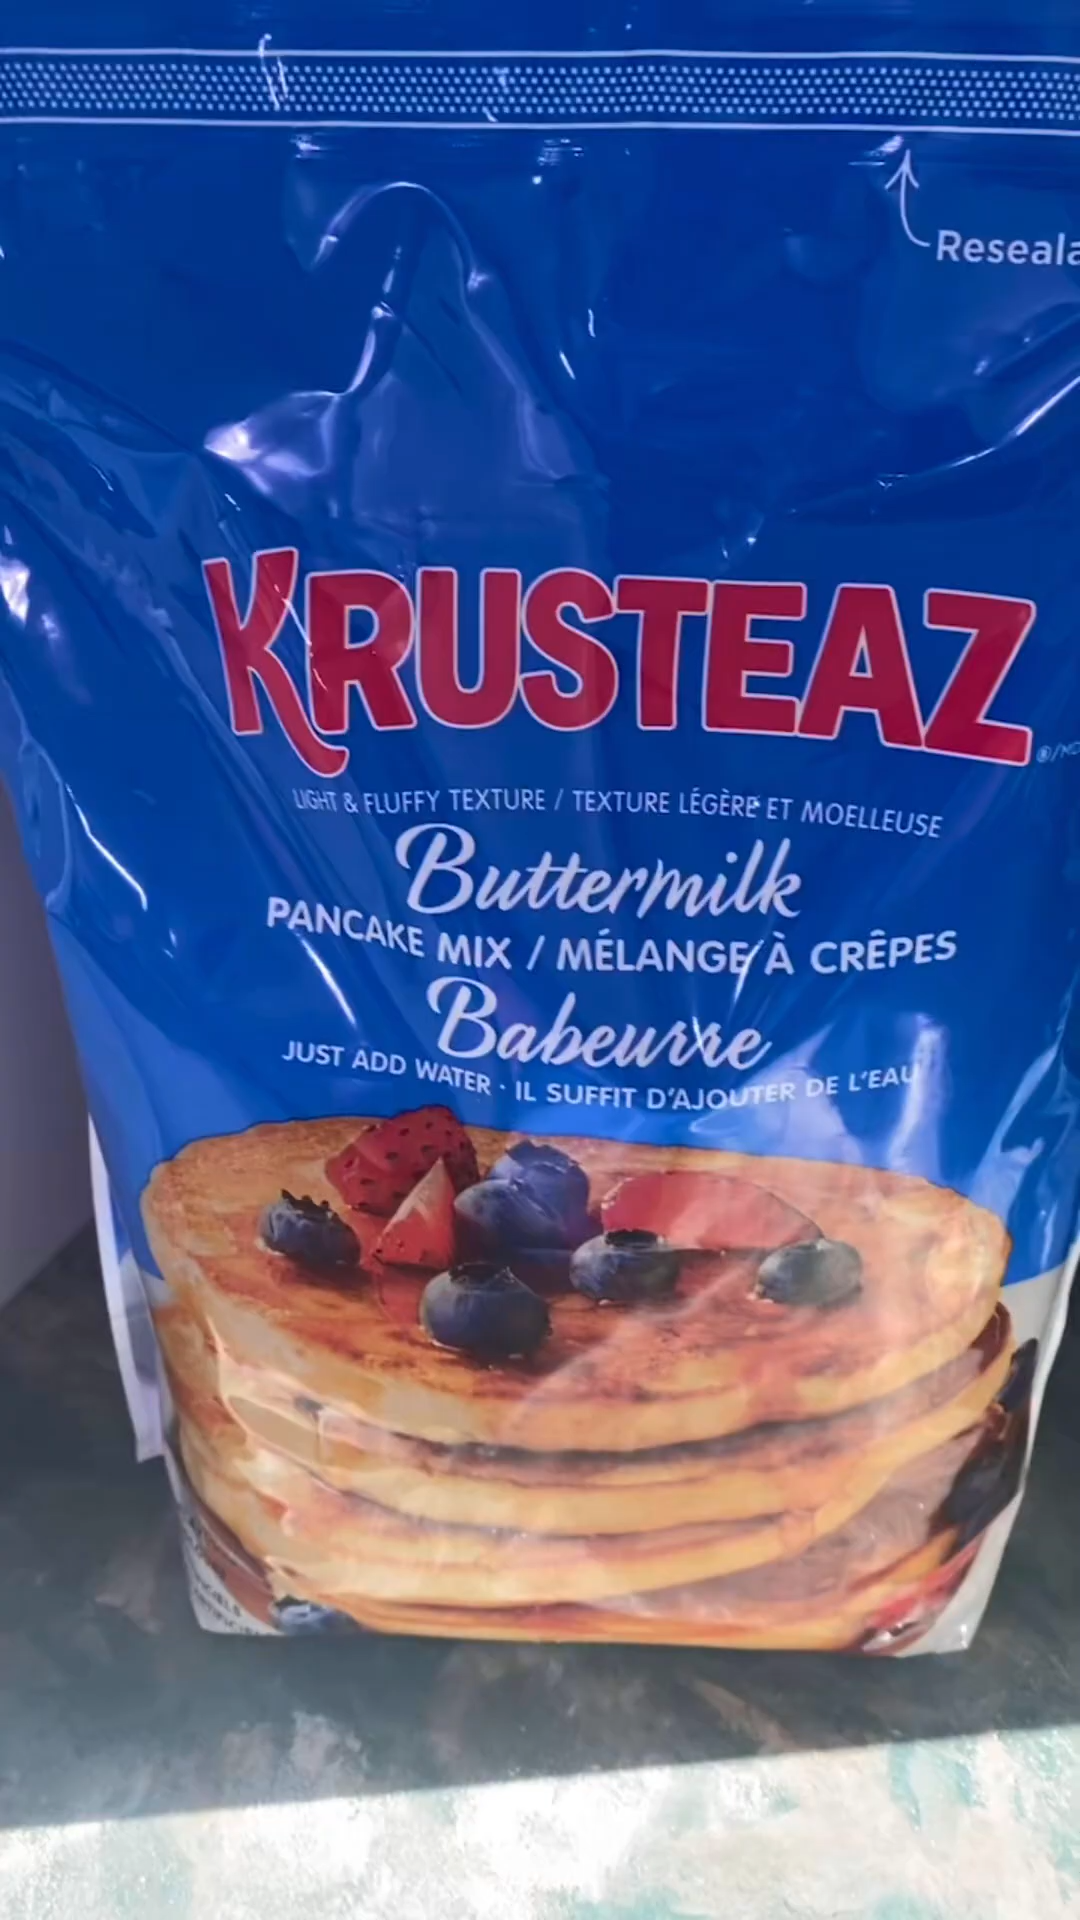 KRUSTEAZ
LIGHT & FLUFFY TEXTURE / TEXTURE LÉGÈRE ET MOELLEUSE
Buttermilk
PANCAKE MIX / MÉLANGE À CRÊPES
Babeurre
JUST ADD WATER · IL SUFFIT D'AJOUTER DE L'EAU